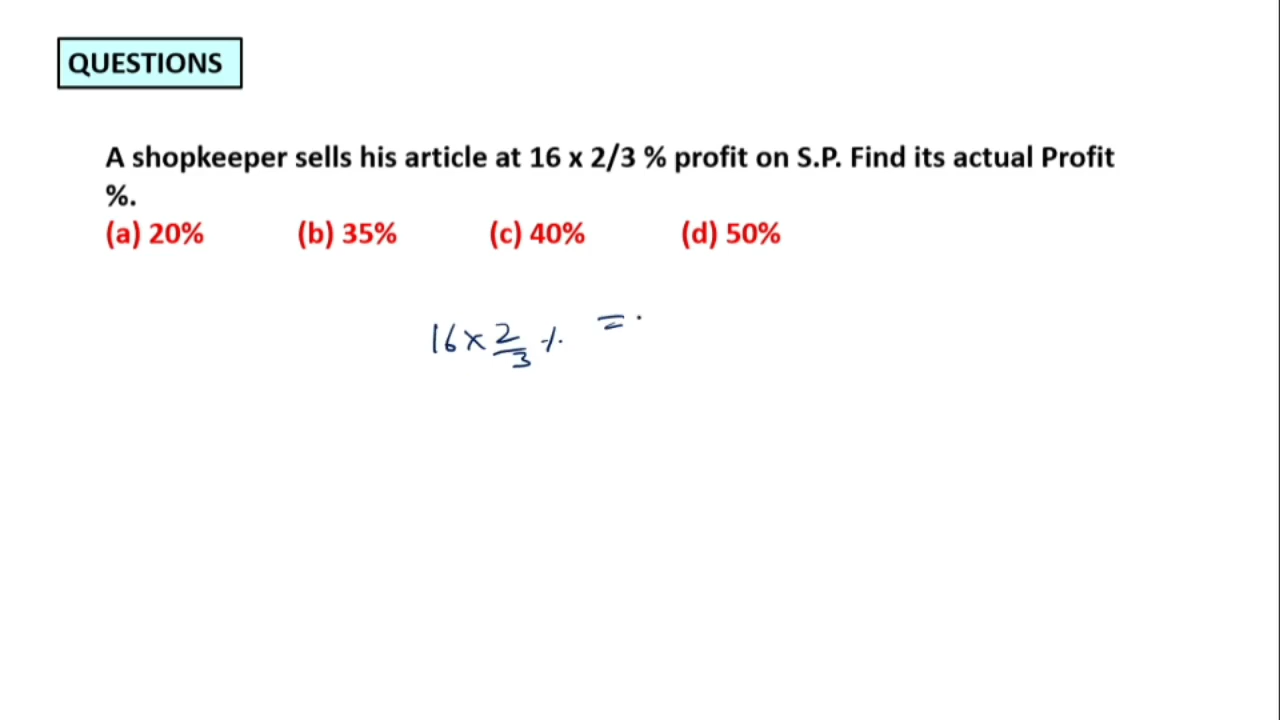 QUESTIONS
A shopkeeper sells his article at 16 x 2/3 % profit on S.P. Find its actual Profit
%.
(a) 20% (b) 35% (c) 40% (d) 50%
16 x 2/3 % =